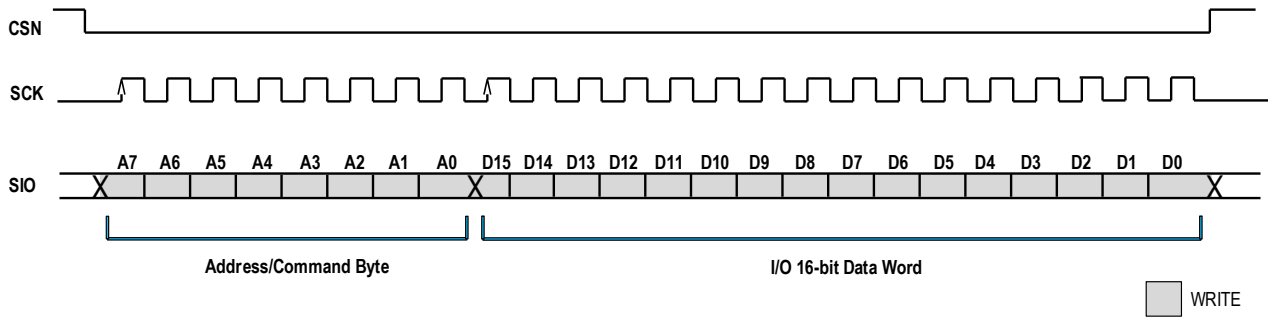 CSN
SCK
A7 A6 A5 A4 A3 A2 A1 A0 D15 D14 D13 D12 D11 D10 D9 D8 D7 D6 D5 D4 D3 D2 D1 D0
SIO
Address/Command Byte I/O 16-bit Data Word
WRITE